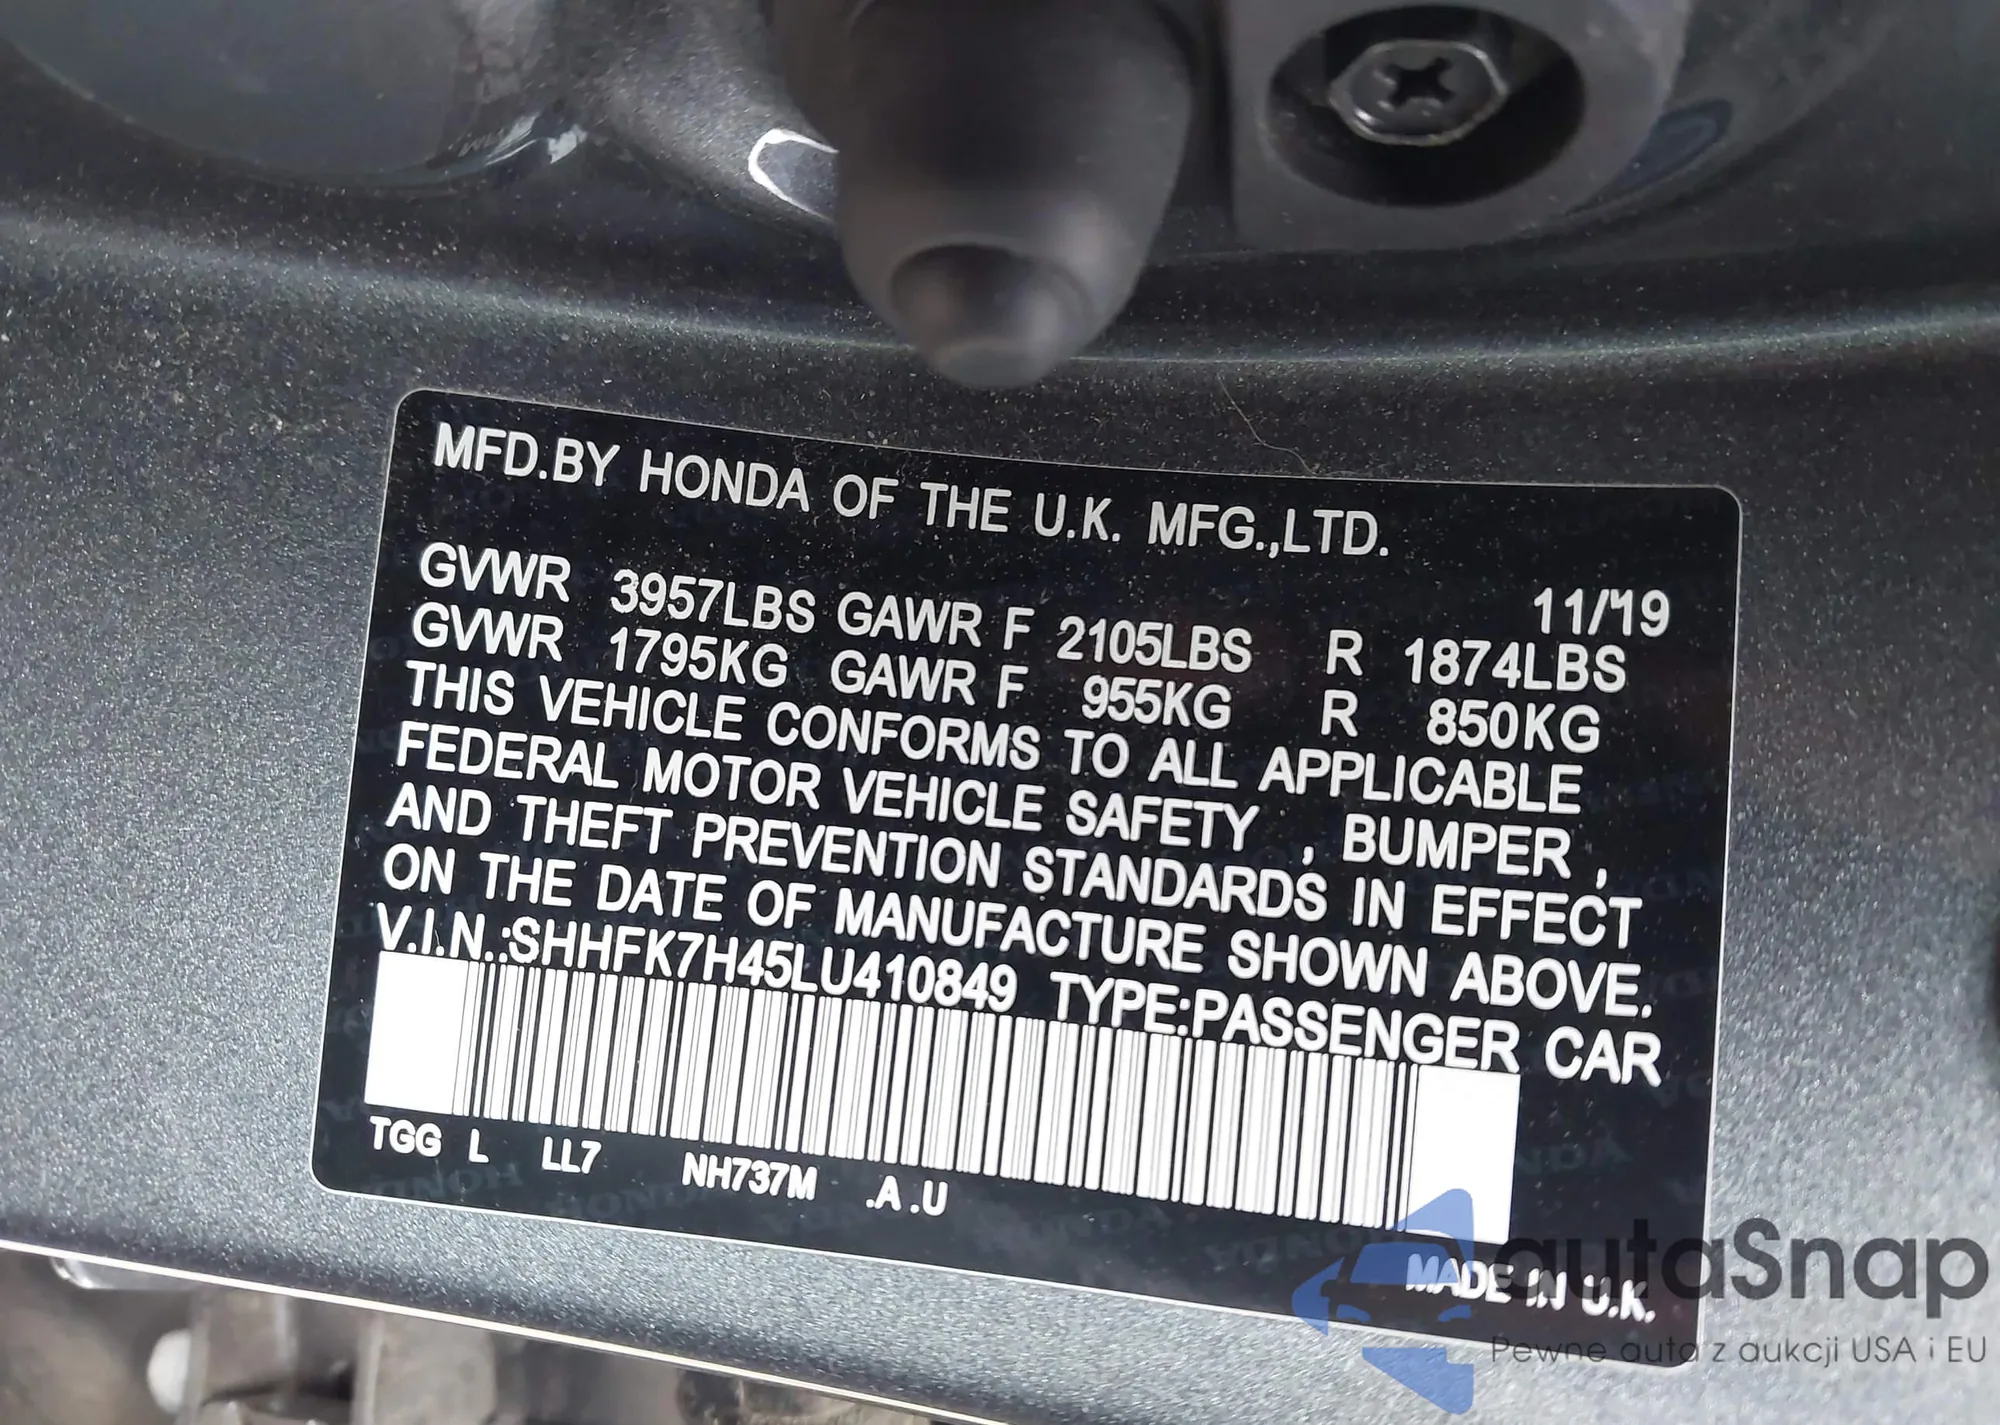 MFD.BY HONDA OF THE U.K. MFG.,LTD.
11/'19
GVWR 3957LBS GAWR F 2105LBS R 1874LBS
GVWR 1795KG GAWR F 955KG R 850KG
THIS VEHICLE CONFORMS TO ALL APPLICABLE
FEDERAL MOTOR VEHICLE SAFETY , BUMPER ,
AND THEFT PREVENTION STANDARDS IN EFFECT
ON THE DATE OF MANUFACTURE SHOWN ABOVE.
V.I.N.:SHHFK7H45LU410849 TYPE:PASSENGER CAR
TGG L LL7 NH737M .A .U
MADE IN U.K.
autaSnap
Pewne auta z aukcji USA i EU